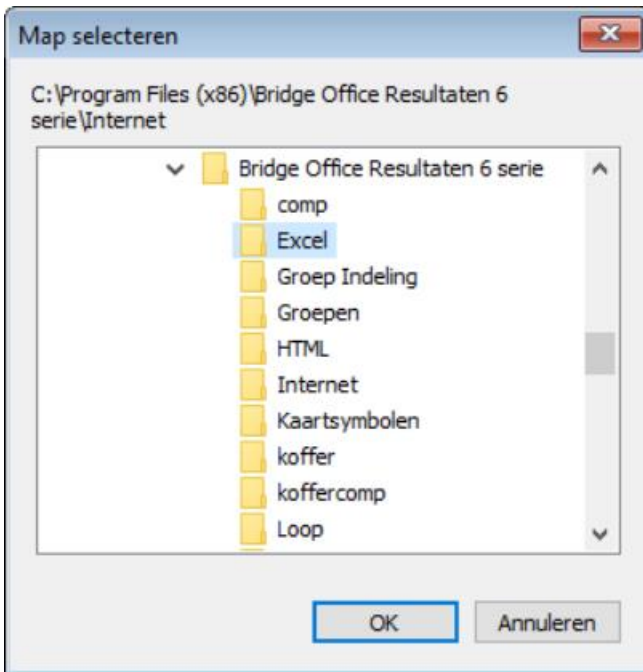 Map selecteren
C:\Program Files (x86)\Bridge Office Resultaten 6
serie\Internet
Bridge Office Resultaten 6 serie
comp
Excel
Groep Indeling
Groepen
HTML
Internet
Kaartsymbolen
koffer
koffercomp
Loop
OK
Annuleren